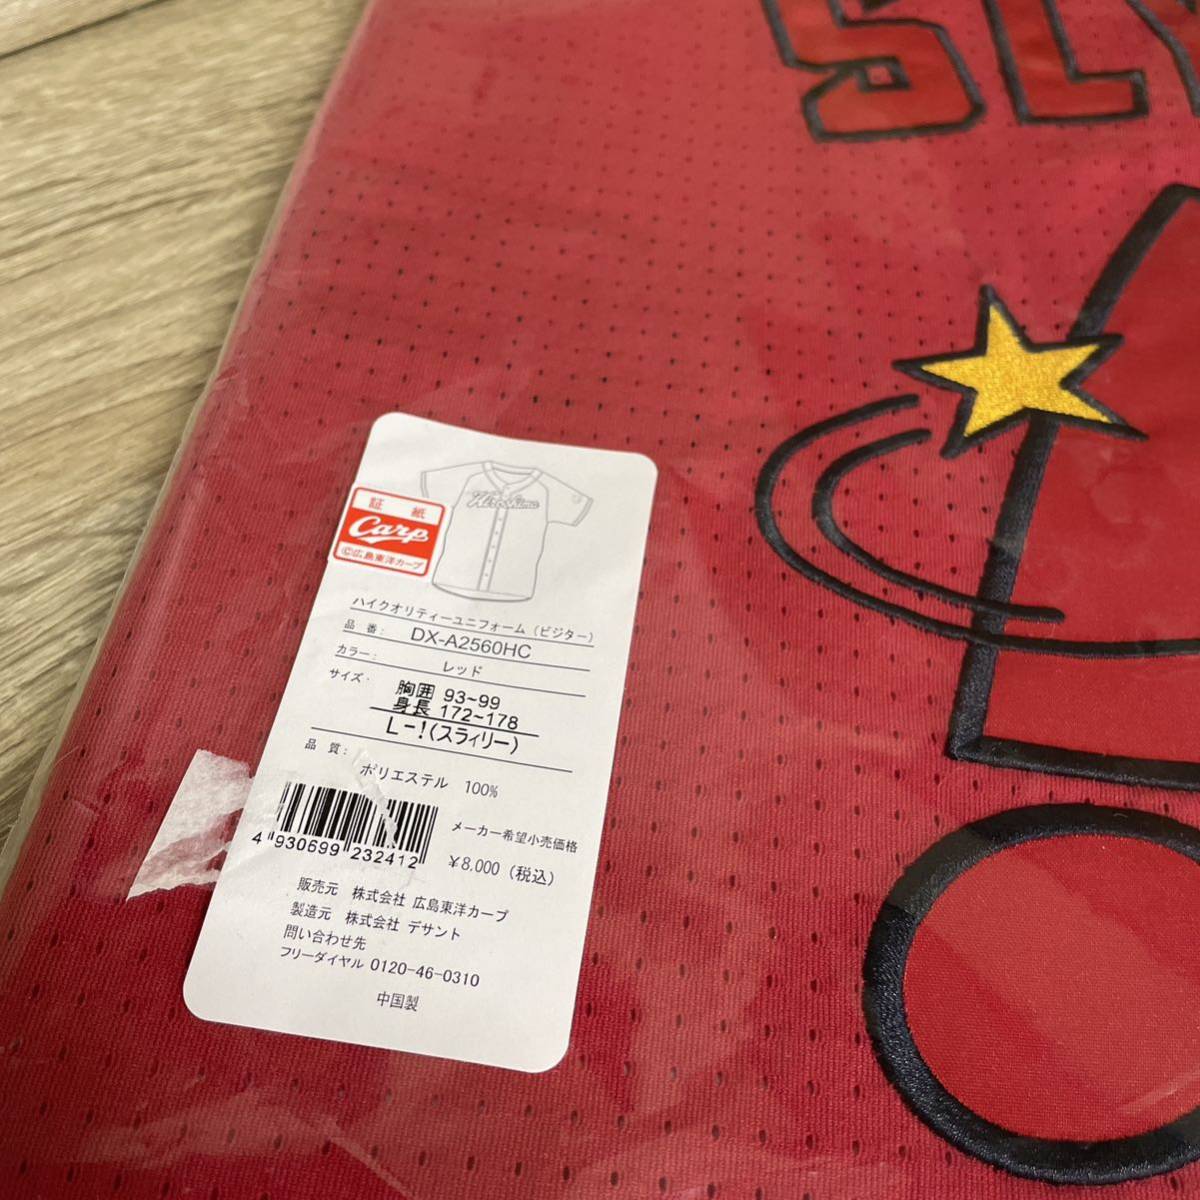 SLY
Hiroshima
証紙
Carp
©広島東洋カープ
ハイクオリティーユニフォーム（ビジター）
品番： DX-A2560HC
カラー： レッド
サイズ：
胸囲 93~99
身長 172~178
L-!(スライリー)
品質：
ポリエステル 100%
4 930699 232412
メーカー希望小売価格
¥8,000（税込）
販売元 株式会社 広島東洋カープ
製造元 株式会社 デサント
問い合わせ先
フリーダイヤル 0120-46-0310
中国製